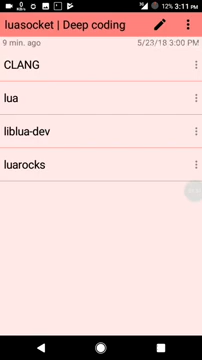 12% 3:11 PM
luasocket | Deep coding
9 min. ago 5/23/18 3:00 PM
CLANG
lua
liblua-dev
luarocks